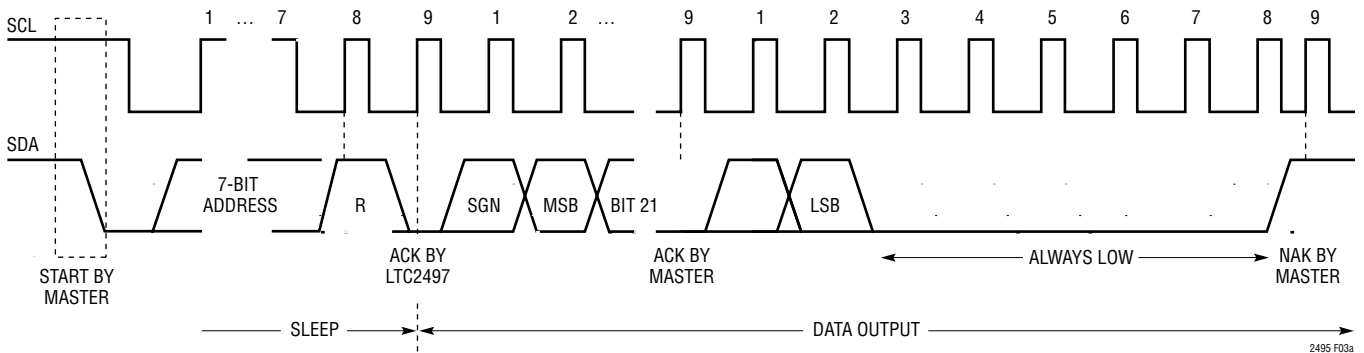 1 … 7 8 9 1 2 … 9 1 2 3 4 5 6 7 8 9
SCL
SDA
7-BIT
ADDRESS
R
SGN
MSB
BIT 21
LSB
START BY
MASTER
ACK BY
LTC2497
ACK BY
MASTER
ALWAYS LOW
NAK BY
MASTER
SLEEP
DATA OUTPUT
2495 F03a